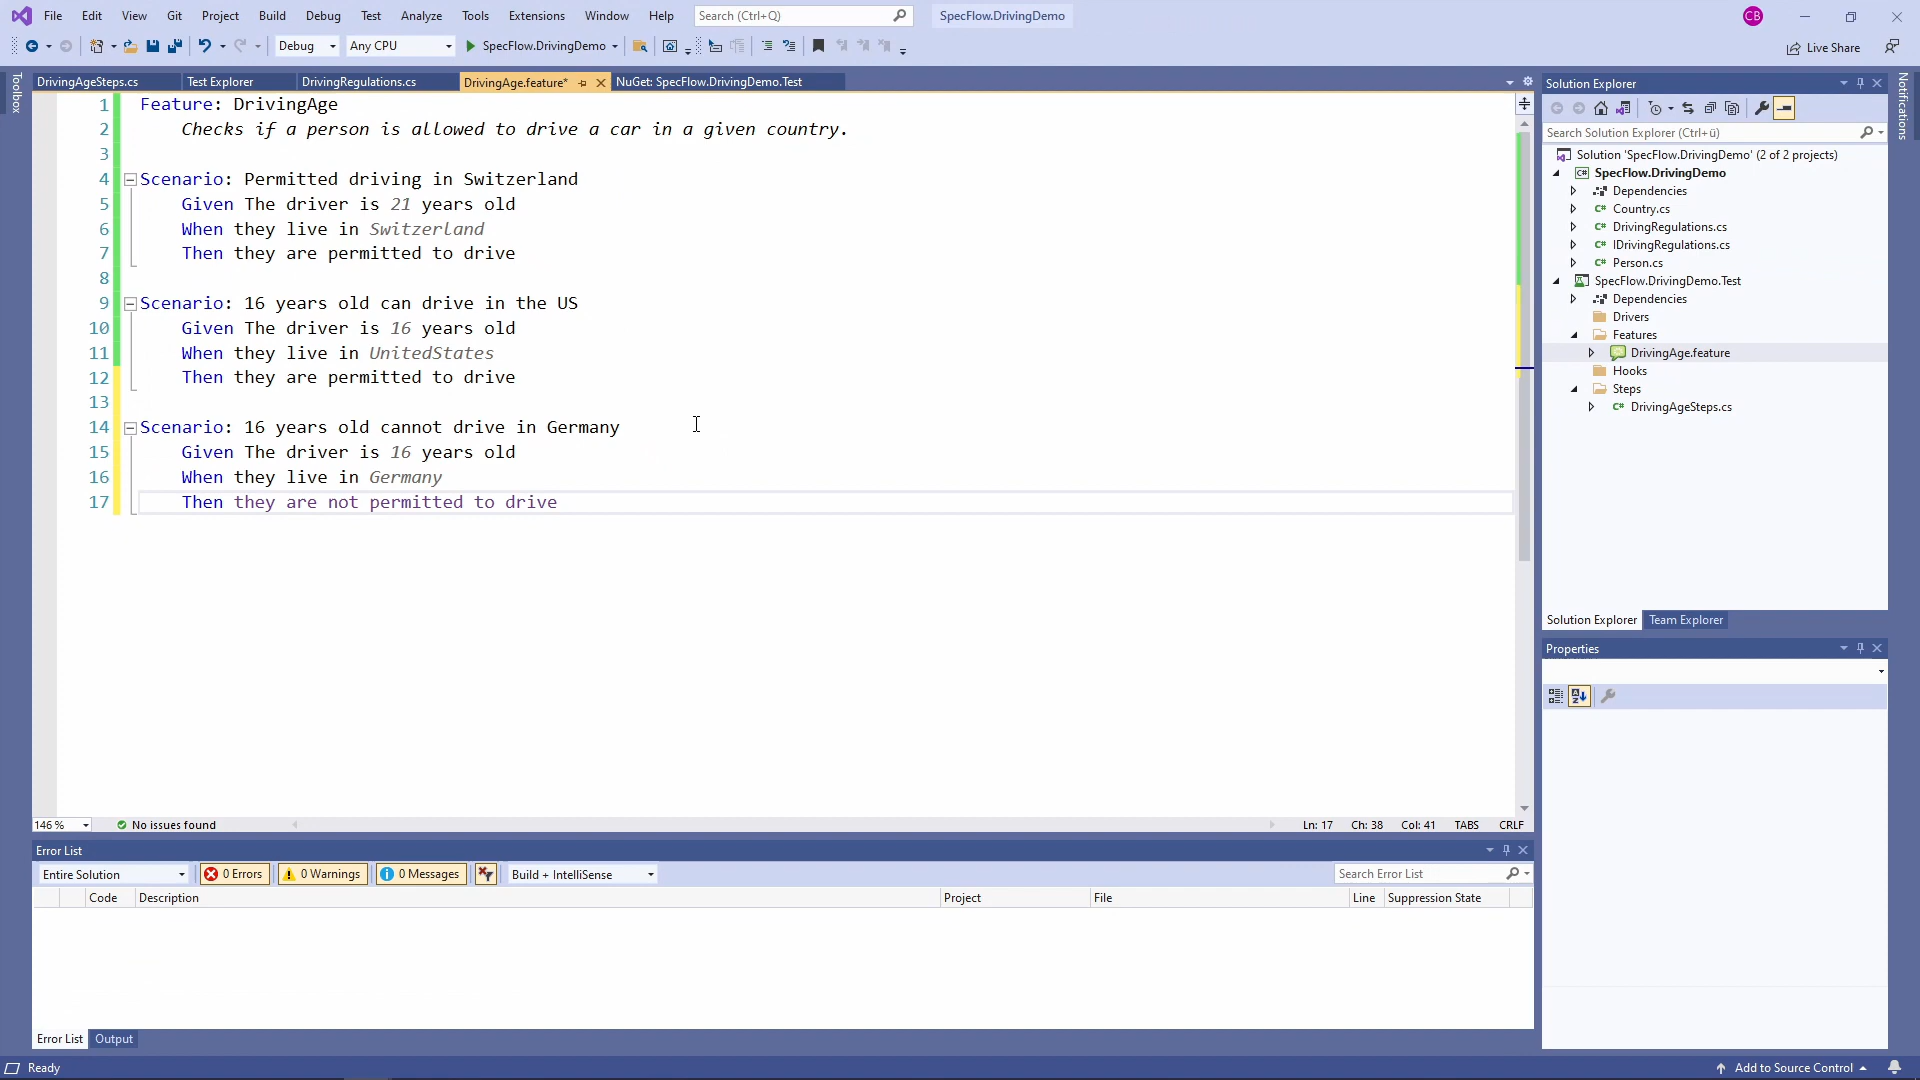 File Edit View Git Project Build Debug Test Analyze Tools Extensions Window Help Search (Ctrl+Q) SpecFlow.DrivingDemo CB
Debug Any CPU SpecFlow.DrivingDemo Live Share
Toolbox
DrivingAgeSteps.cs Test Explorer DrivingRegulations.cs DrivingAge.feature* NuGet: SpecFlow.DrivingDemo.Test
1 Feature: DrivingAge
2 Checks if a person is allowed to drive a car in a given country.
3
4 Scenario: Permitted driving in Switzerland
5 Given The driver is 21 years old
6 When they live in Switzerland
7 Then they are permitted to drive
8
9 Scenario: 16 years old can drive in the US
10 Given The driver is 16 years old
11 When they live in UnitedStates
12 Then they are permitted to drive
13
14 Scenario: 16 years old cannot drive in Germany
15 Given The driver is 16 years old
16 When they live in Germany
17 Then they are not permitted to drive
146 % No issues found Ln: 17 Ch: 38 Col: 41 TABS CRLF
Error List
Entire Solution 0 Errors 0 Warnings 0 Messages Build + IntelliSense Search Error List
Code Description Project File Line Suppression State
Error List Output
Solution Explorer
Search Solution Explorer (Ctrl+ü)
Solution 'SpecFlow.DrivingDemo' (2 of 2 projects)
SpecFlow.DrivingDemo
Dependencies
Country.cs
DrivingRegulations.cs
IDrivingRegulations.cs
Person.cs
SpecFlow.DrivingDemo.Test
Dependencies
Drivers
Features
DrivingAge.feature
Hooks
Steps
DrivingAgeSteps.cs
Solution Explorer Team Explorer
Properties
Notifications
Ready Add to Source Control